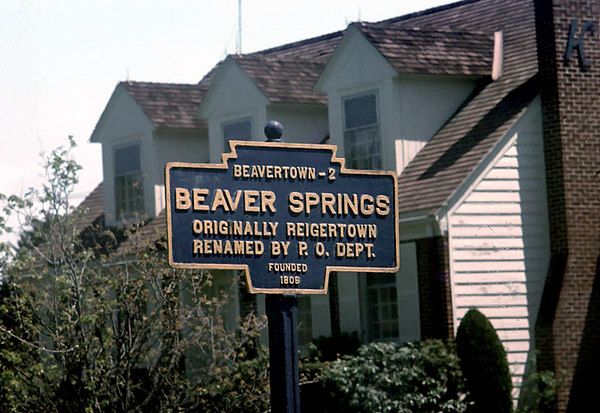 BEAVERTOWN-2
BEAVER SPRINGS
ORIGINALLY REIGERTOWN
RENAMED BY P. O. DEPT.
FOUNDED
1806
K